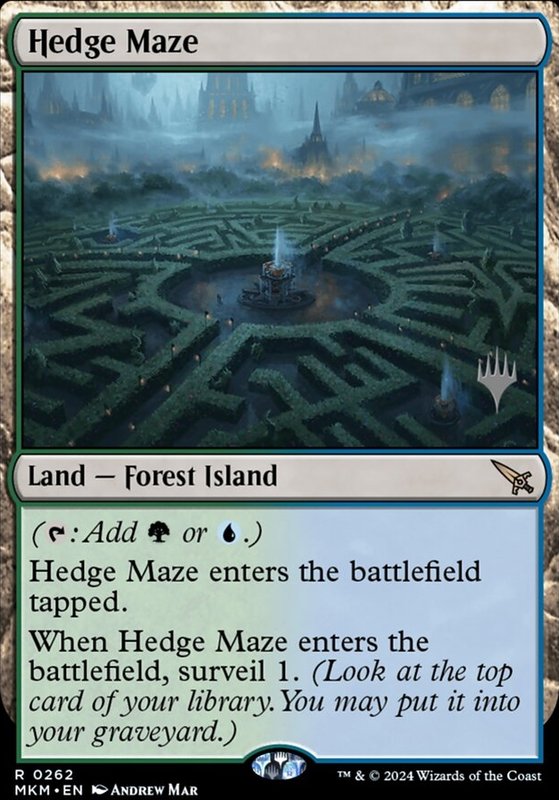 Hedge Maze
Land — Forest Island
( : Add  or .)
Hedge Maze enters the battlefield
tapped.
When Hedge Maze enters the
battlefield, surveil 1. (Look at the top
card of your library. You may put it into
your graveyard.)
R 0262
MKM • EN Andrew Mar
™ & © 2024 Wizards of the Coast